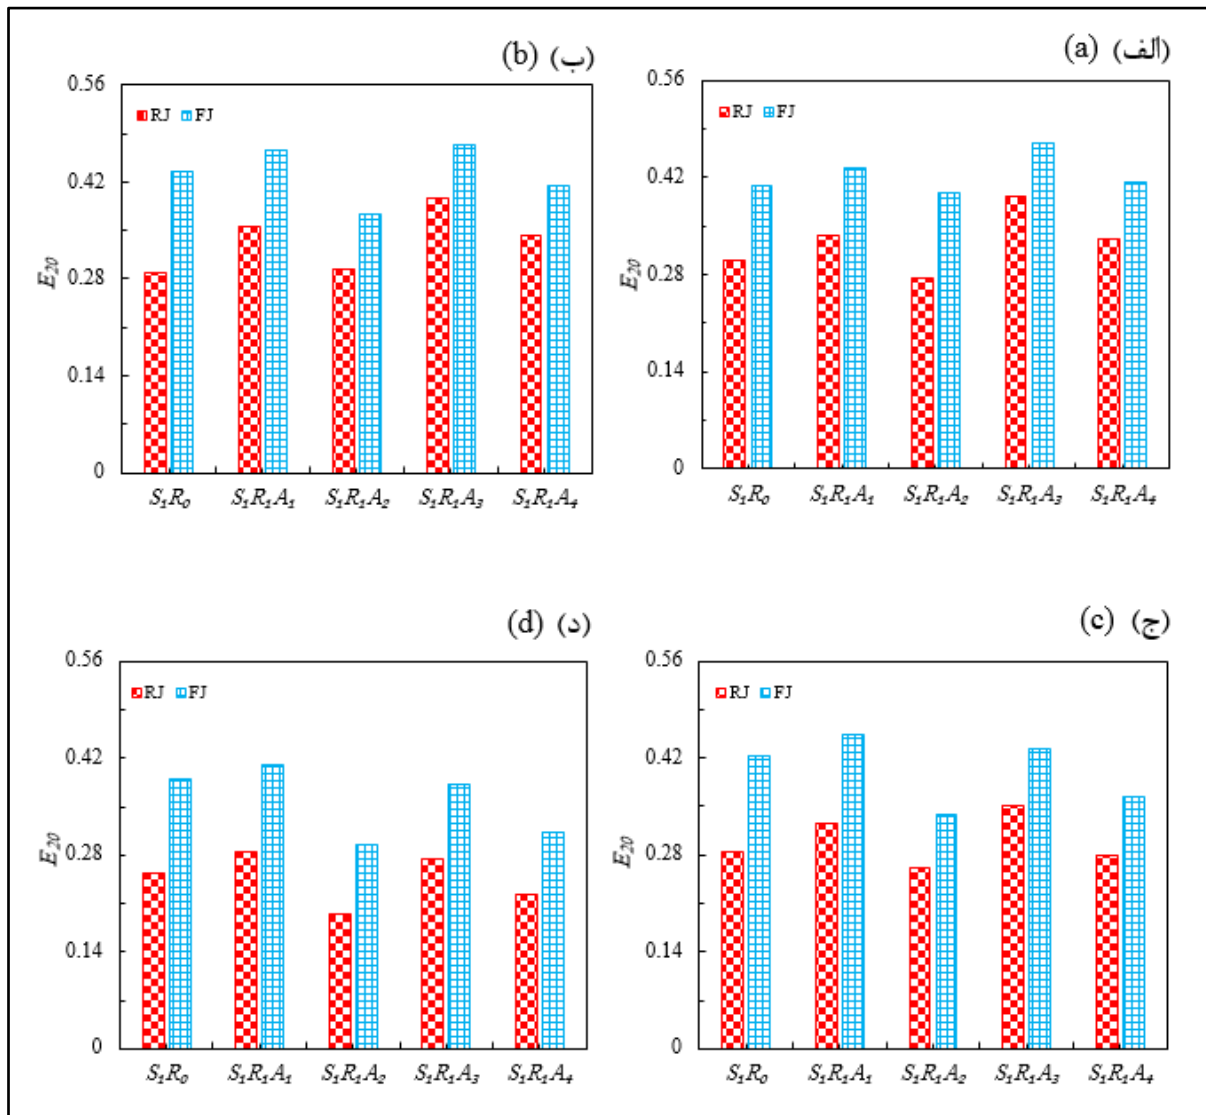 (الف) (a)
0.56
RJ FJ
0.42
E₂₀
0.28
0.14
0
S₁R₀ S₁R₁A₁ S₁R₁A₂ S₁R₁A₃ S₁R₁A₄
(ب) (b)
0.56
RJ FJ
0.42
E₂₀
0.28
0.14
0
S₁R₀ S₁R₁A₁ S₁R₁A₂ S₁R₁A₃ S₁R₁A₄
(ج) (c)
0.56
RJ FJ
0.42
E₂₀
0.28
0.14
0
S₁R₀ S₁R₁A₁ S₁R₁A₂ S₁R₁A₃ S₁R₁A₄
(د) (d)
0.56
RJ FJ
0.42
E₂₀
0.28
0.14
0
S₁R₀ S₁R₁A₁ S₁R₁A₂ S₁R₁A₃ S₁R₁A₄